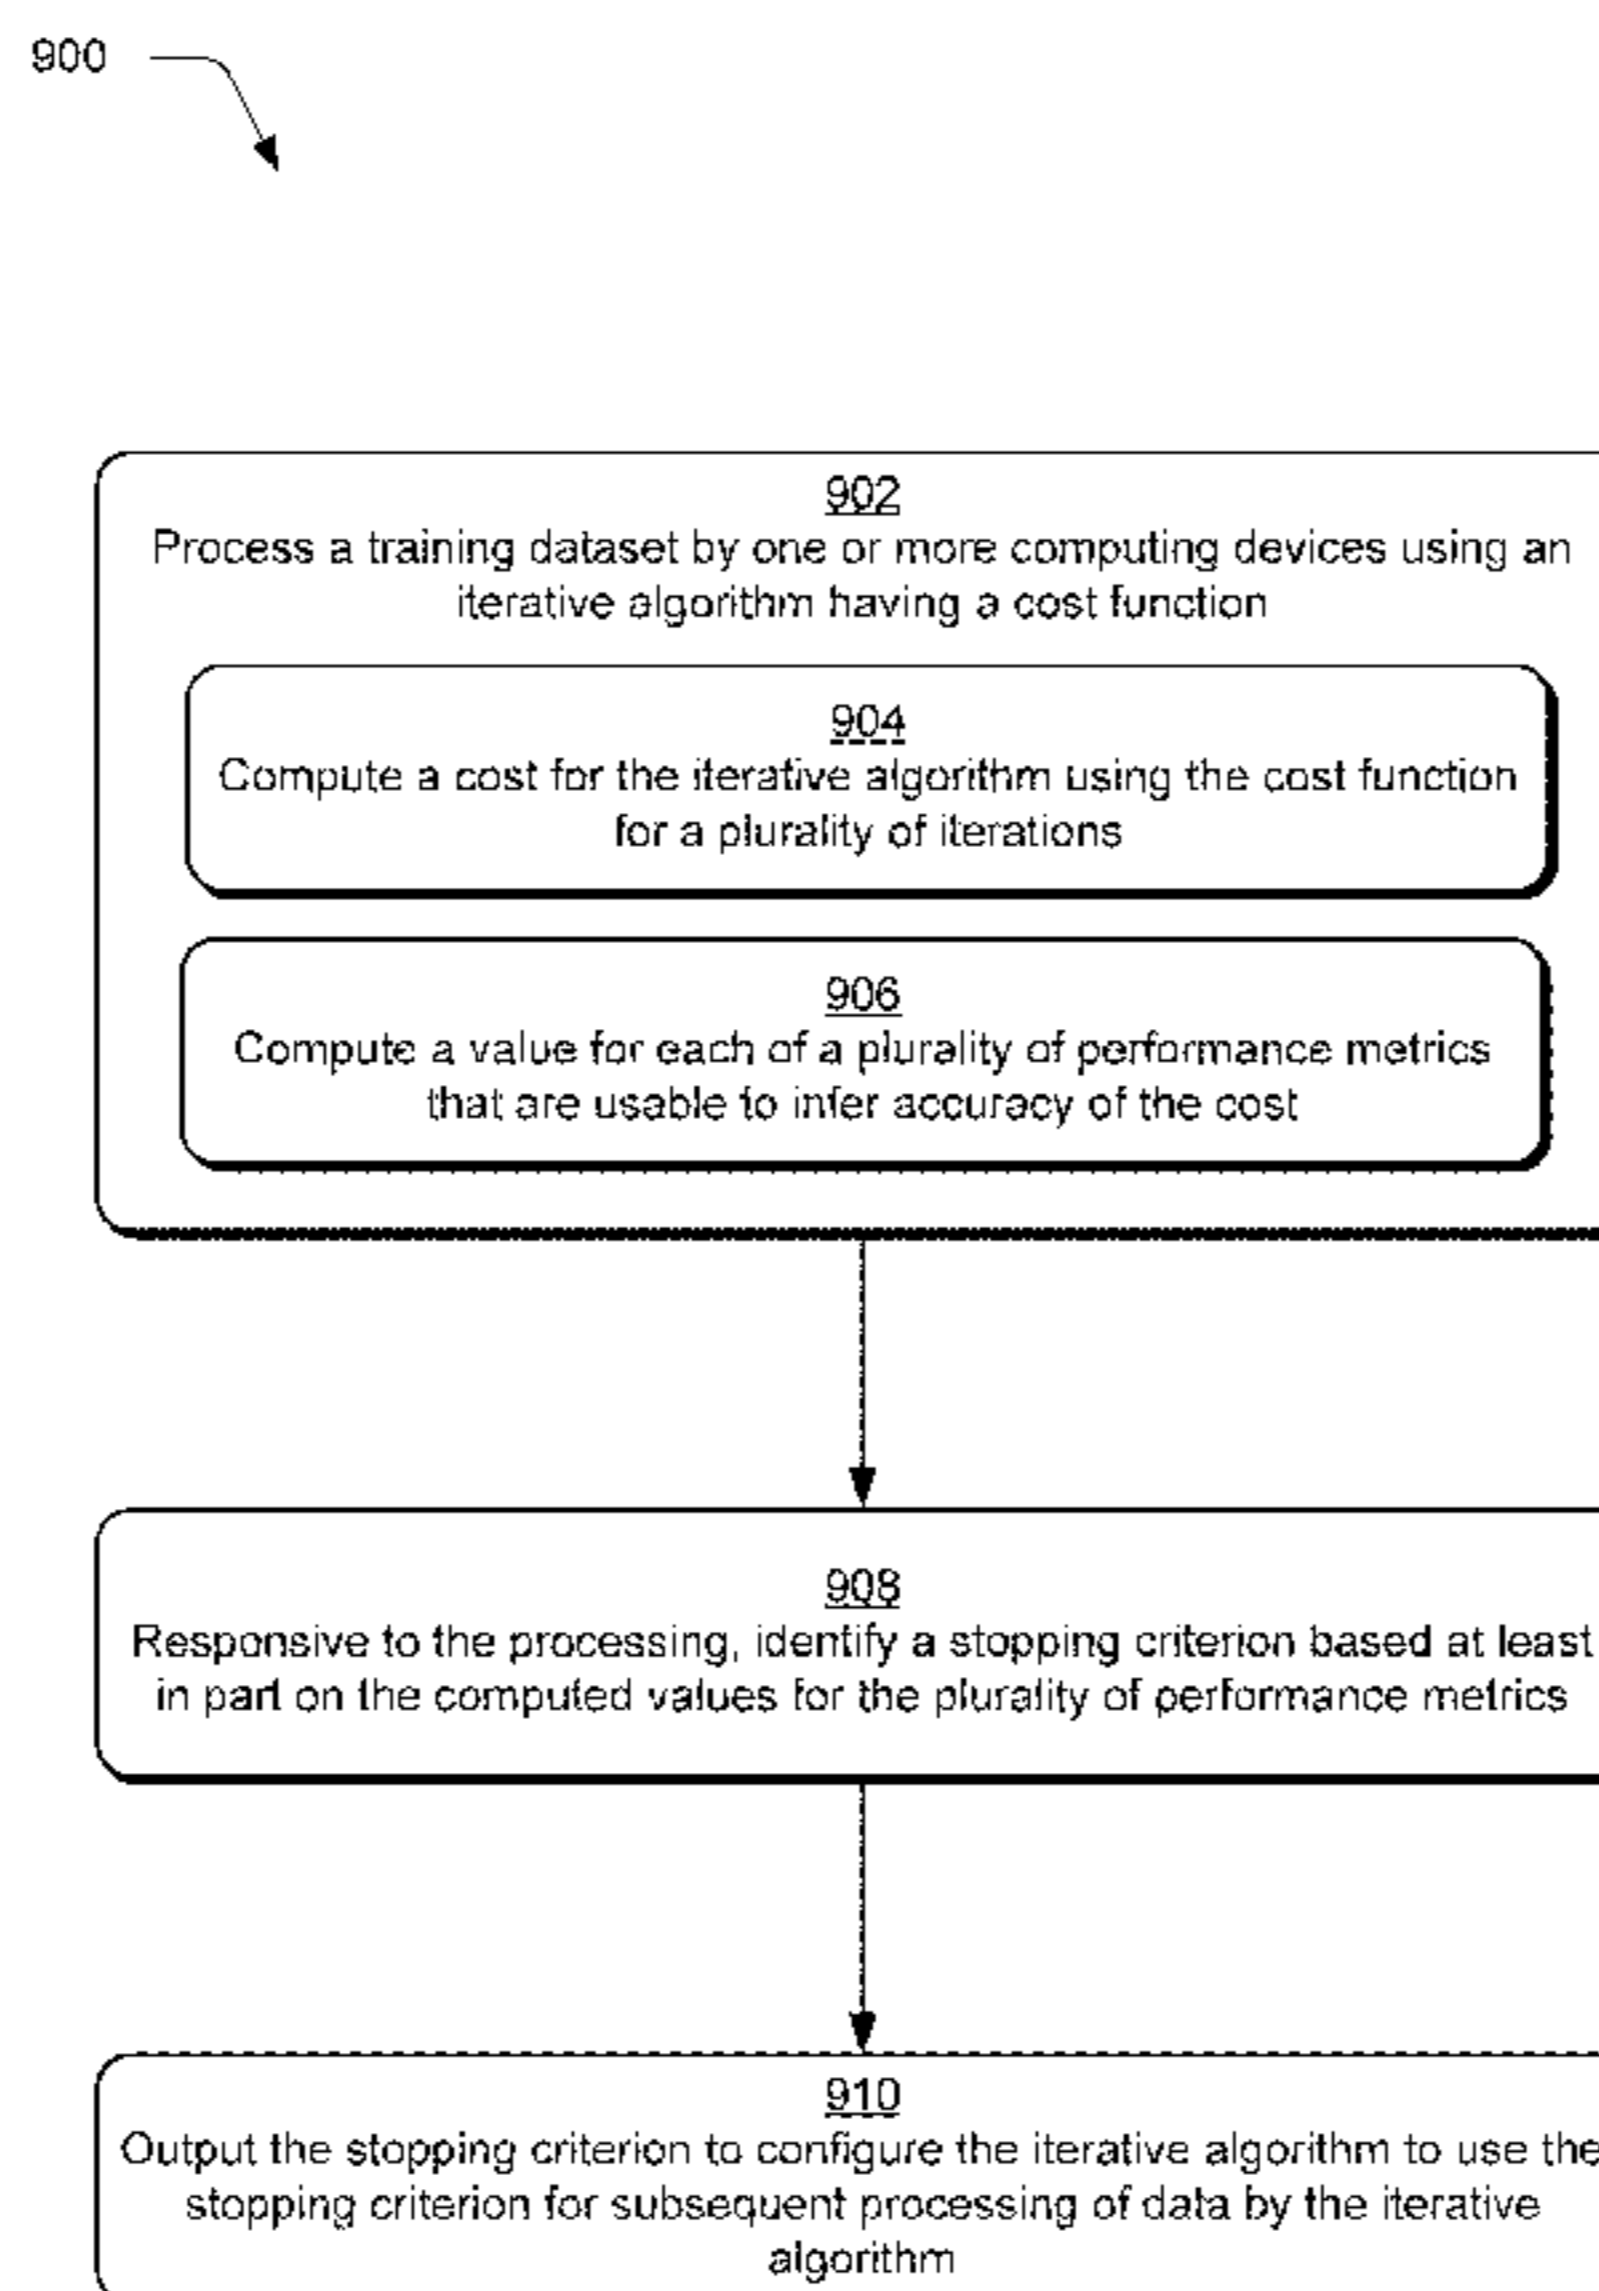 900
902
Process a training dataset by one or more computing devices using an
iterative algorithm having a cost function
904
Compute a cost for the iterative algorithm using the cost function
for a plurality of iterations
906
Compute a value for each of a plurality of performance metrics
that are usable to infer accuracy of the cost
908
Responsive to the processing, identify a stopping criterion based at least
in part on the computed values for the plurality of performance metrics
910
Output the stopping criterion to configure the iterative algorithm to use the
stopping criterion for subsequent processing of data by the iterative
algorithm